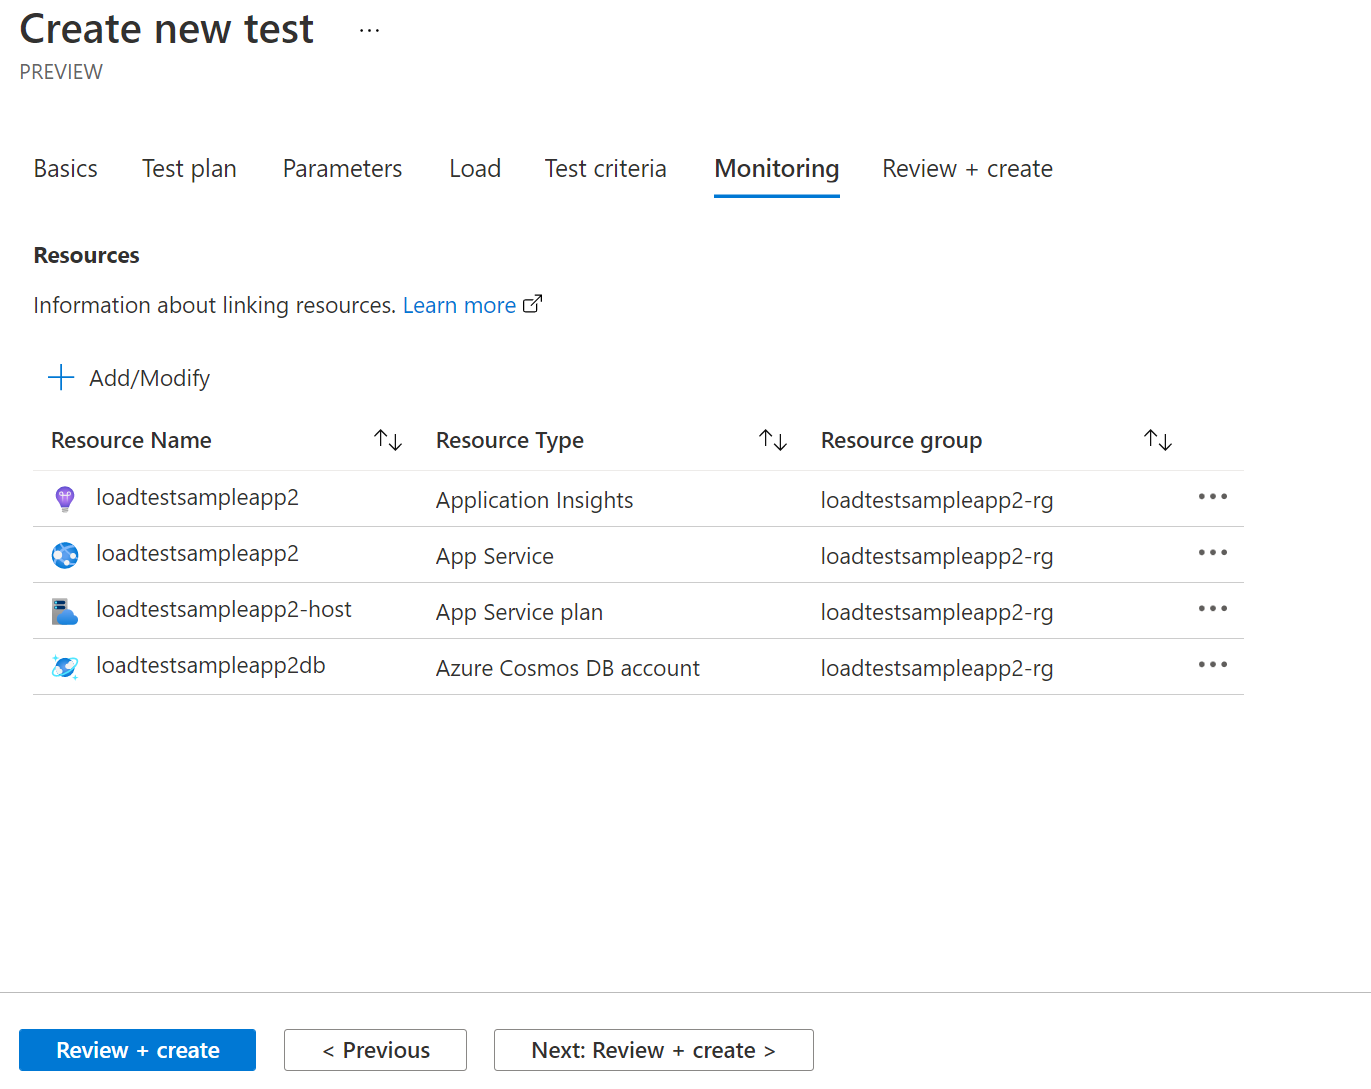 Create new test ...
PREVIEW
Basics Test plan Parameters Load Test criteria Monitoring Review + create
Resources
Information about linking resources. Learn more
Add/Modify
Resource Name Resource Type Resource group
loadtestsampleapp2 Application Insights loadtestsampleapp2-rg ...
loadtestsampleapp2 App Service loadtestsampleapp2-rg ...
loadtestsampleapp2-host App Service plan loadtestsampleapp2-rg ...
loadtestsampleapp2db Azure Cosmos DB account loadtestsampleapp2-rg ...
Review + create < Previous Next: Review + create >